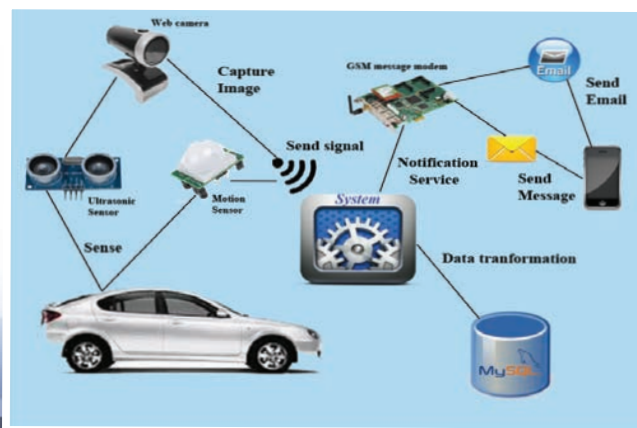 Web camera
Capture
Image
GSM message modem
Email
Send
Email
Send signal
Ultrasonic
Sensor
Motion
Sensor
Notification
Service
Send
Message
System
Sense
Data tranformation
MySQL